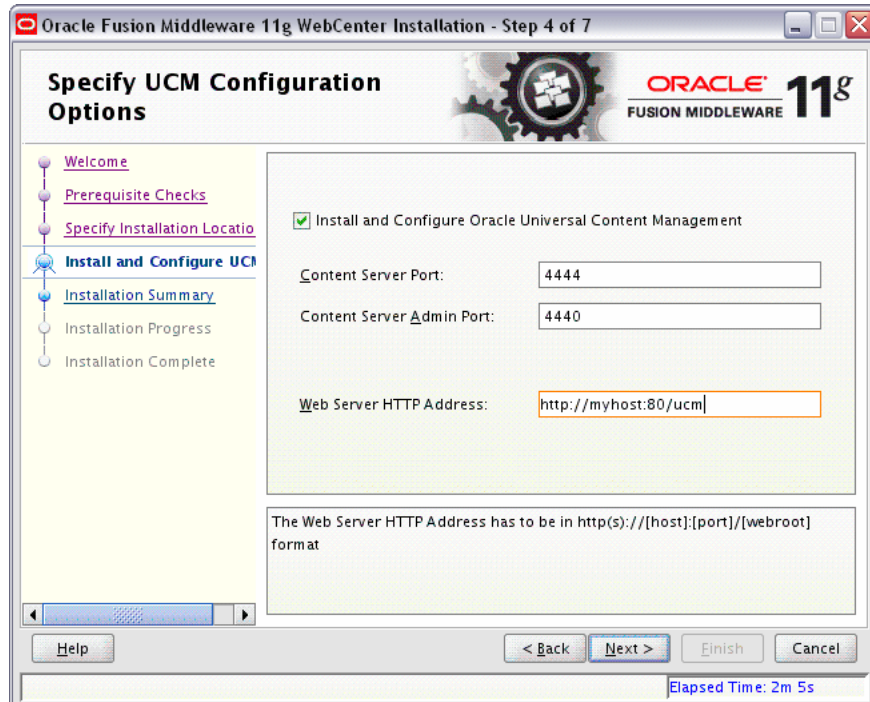 Oracle Fusion Middleware 11g WebCenter Installation - Step 4 of 7
Specify UCM Configuration
Options
ORACLE
FUSION MIDDLEWARE
11g
Welcome
Prerequisite Checks
Specify Installation Locatio
Install and Configure UCM
Installation Summary
Installation Progress
Installation Complete
Install and Configure Oracle Universal Content Management
Content Server Port:
4444
Content Server Admin Port:
4440
Web Server HTTP Address:
http://myhost:80/ucm
The Web Server HTTP Address has to be in http(s)://[host]:[port]/[webroot]
format
Help
< Back
Next >
Finish
Cancel
Elapsed Time: 2m 5s